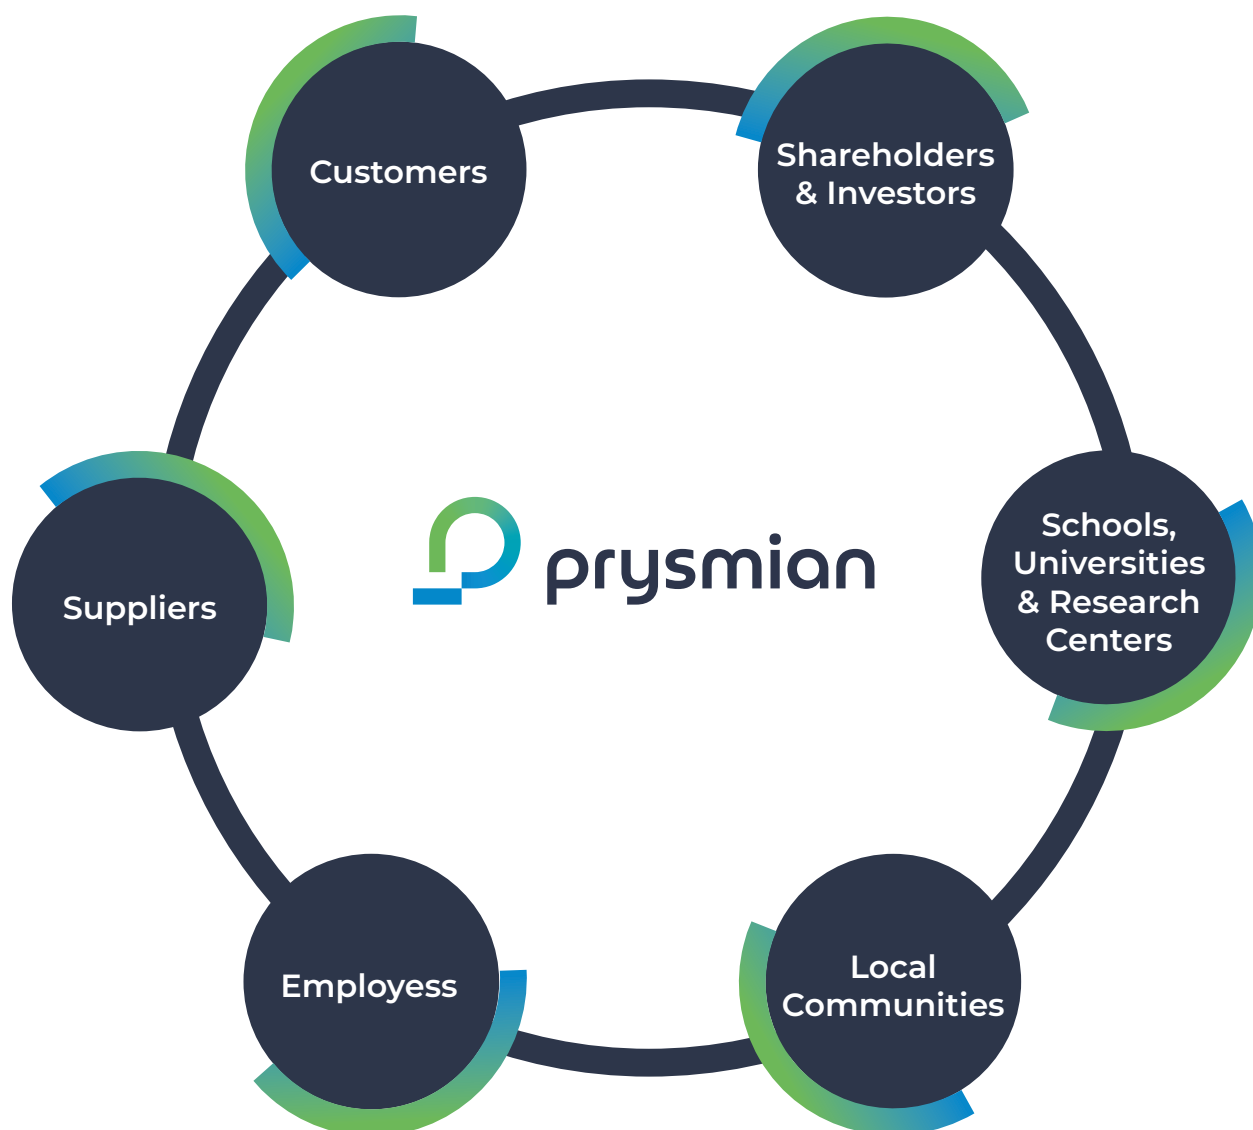 Customers
Shareholders
& Investors
Suppliers
prysmian
Schools,
Universities
& Research
Centers
Employess
Local
Communities